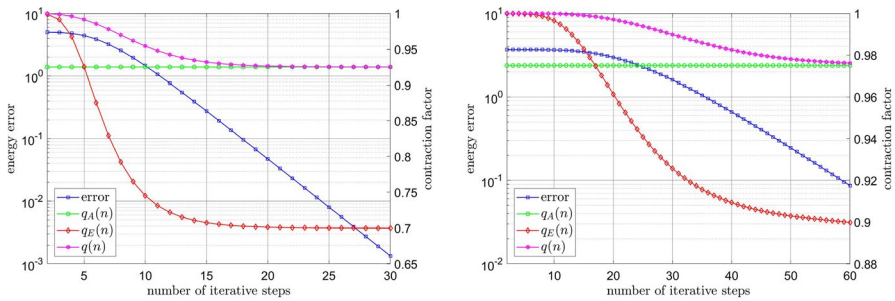 10^1
10^0
10^-1
10^-2
10^-3
energy error
5
10
15
20
25
30
number of iterative steps
1
0.95
0.9
0.85
0.8
0.75
0.7
0.65
contraction factor
error
q_A(n)
q_E(n)
q(n)
10^1
10^0
10^-1
10^-2
energy error
10
20
30
40
50
60
number of iterative steps
1
0.98
0.96
0.94
0.92
0.9
0.88
contraction factor
error
q_A(n)
q_E(n)
q(n)